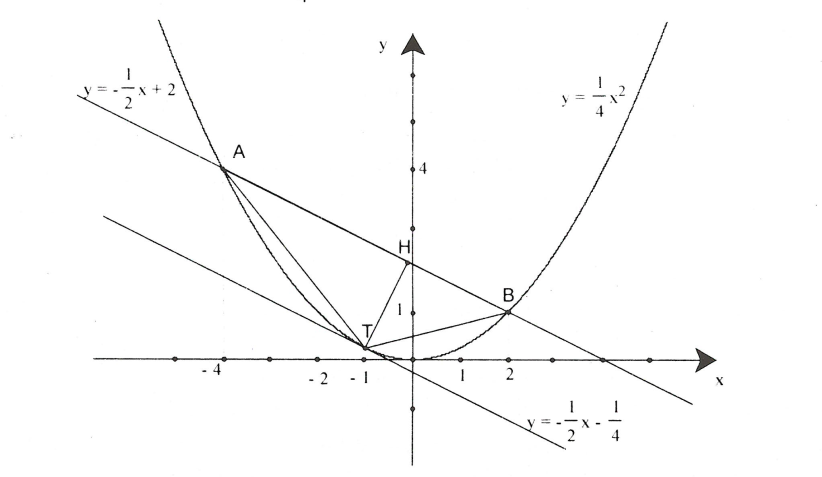 y
y = -1/2 x + 2
y = 1/4 x²
A
4
H
B
1
T
- 4
- 2
- 1
1
2
x
y = -1/2 x - 1/4